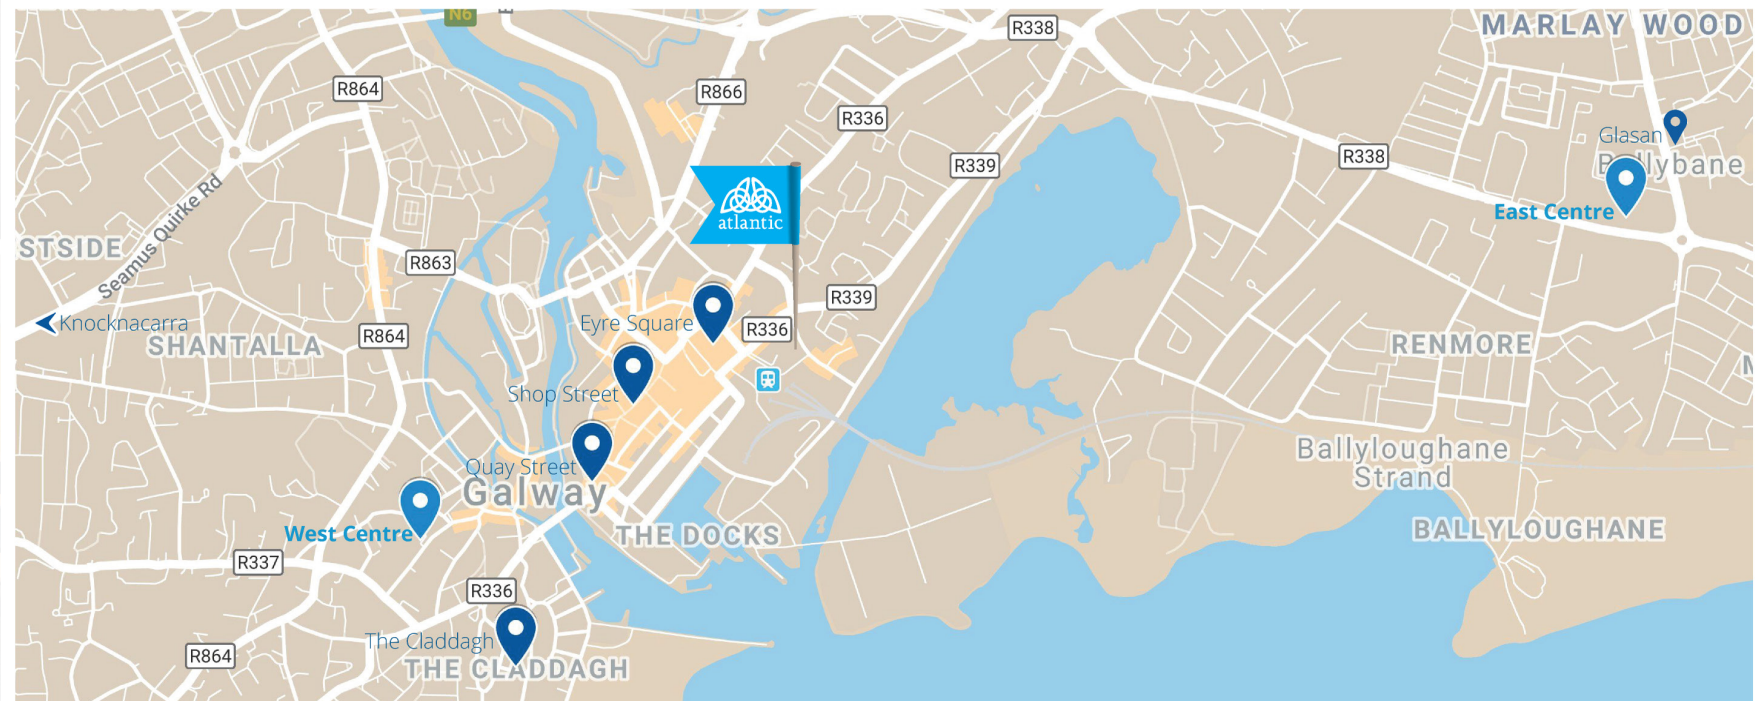 N6
R338
MARLAY WOOD
R864
R866
R336
Glasan
R339
R338
Ballybane
Seamus Quirke Rd
atlantic
East Centre
STSIDE
R863
R339
Knocknacarra
Eyre Square
R336
R864
SHANTALLA
RENMORE
Shop Street
Ballyloughane
Strand
Quay Street
Galway
West Centre
THE DOCKS
BALLYLOUGHANE
R337
R336
The Claddagh
R864
THE CLADDAGH